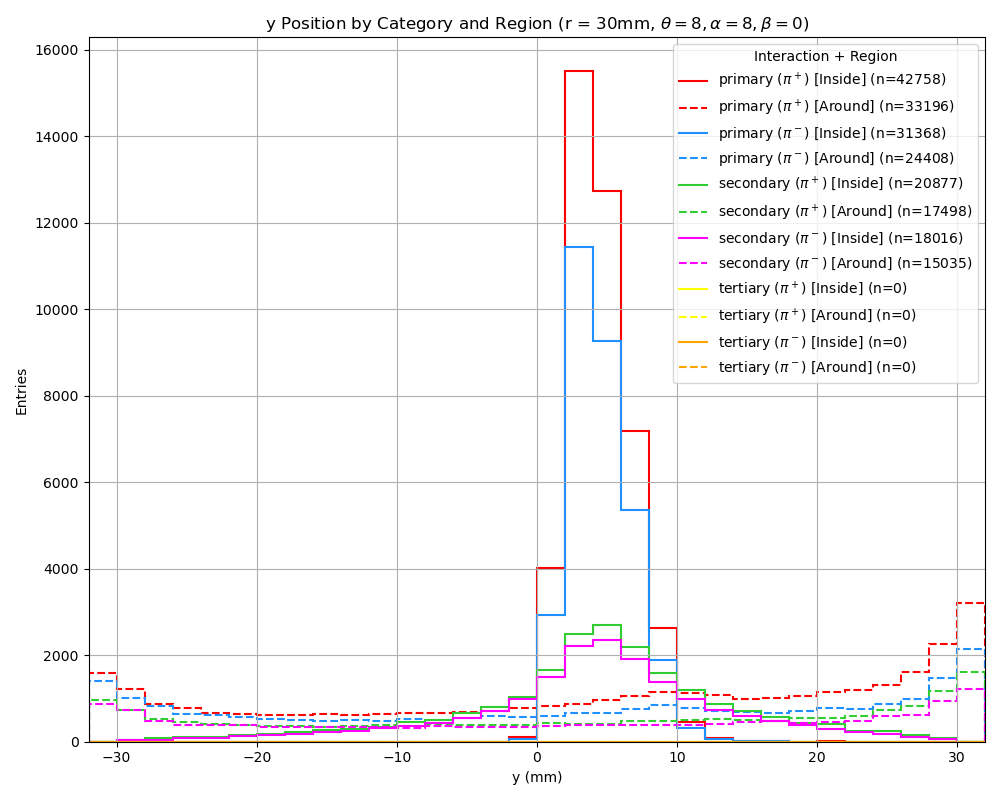 y Position by Category and Region (r = 30mm, θ = 8, α = 8, β = 0)
Entries
16000
14000
12000
10000
8000
6000
4000
2000
0
Interaction + Region
primary (π⁺) [Inside] (n=42758)
primary (π⁺) [Around] (n=33196)
primary (π⁻) [Inside] (n=31368)
primary (π⁻) [Around] (n=24408)
secondary (π⁺) [Inside] (n=20877)
secondary (π⁺) [Around] (n=17498)
secondary (π⁻) [Inside] (n=18016)
secondary (π⁻) [Around] (n=15035)
tertiary (π⁺) [Inside] (n=0)
tertiary (π⁺) [Around] (n=0)
tertiary (π⁻) [Inside] (n=0)
tertiary (π⁻) [Around] (n=0)
−30 −20 −10 0 10 20 30
y (mm)